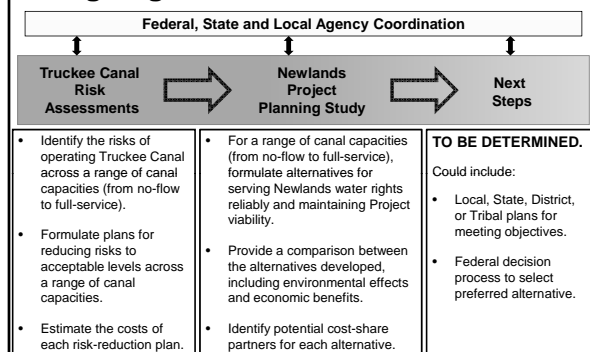 Federal, State and Local Agency Coordination
Truckee Canal
Risk
Assessments
Newlands
Project
Planning Study
Next
Steps
• Identify the risks of
operating Truckee Canal
across a range of canal
capacities (from no-flow
to full-service).
• Formulate plans for
reducing risks to
acceptable levels across
a range of canal
capacities.
• Estimate the costs of
each risk-reduction plan.
• For a range of canal capacities
(from no-flow to full-service),
formulate alternatives for
serving Newlands water rights
reliably and maintaining Project
viability.
• Provide a comparison between
the alternatives developed,
including environmental effects
and economic benefits.
• Identify potential cost-share
partners for each alternative.
TO BE DETERMINED.
Could include:
• Local, State, District,
or Tribal plans for
meeting objectives.
• Federal decision
process to select
preferred alternative.